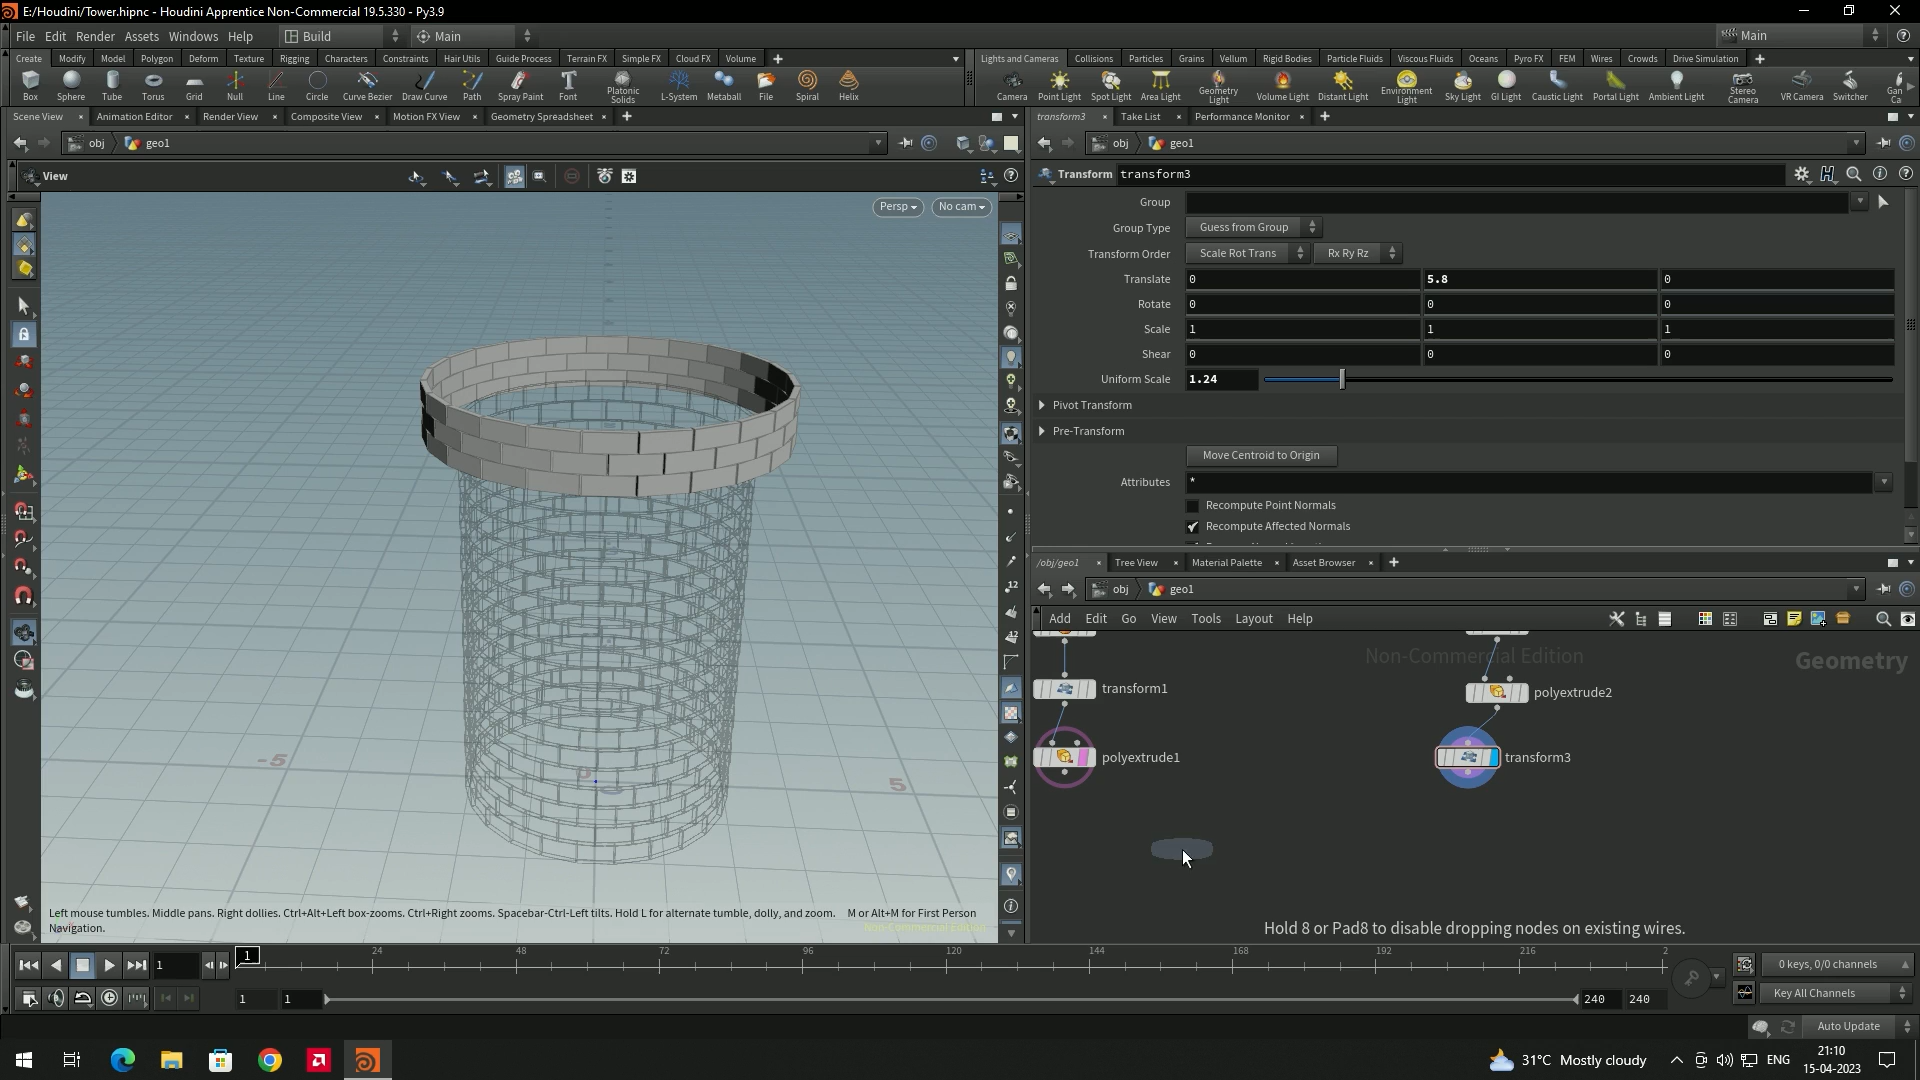 E:/Houdini/Tower.hipnc - Houdini Apprentice Non-Commercial 19.5.330 - Py3.9
File Edit Render Assets Windows Help Build Main Main
Create Modify Model Polygon Deform Texture Rigging Characters Constraints Hair Utils Guide Process Terrain FX Simple FX Cloud FX Volume
Lights and Cameras Collisions Particles Grains Vellum Rigid Bodies Particle Fluids Viscous Fluids Oceans Pyro FX FEM Wires Crowds Drive Simulation
Box Sphere Tube Torus Grid Null Line Circle Curve Bezier Draw Curve Path Spray Paint Font Platonic Solids L-System Metaball File Spiral Helix
Camera Point Light Spot Light Area Light Geometry Light Volume Light Distant Light Environment Light Sky Light GI Light Caustic Light Portal Light Ambient Light Stereo Camera VR Camera Switcher Gan Ca
Scene View Animation Editor Render View Composite View Motion FX View Geometry Spreadsheet
transform3 Take List Performance Monitor
obj geo1
obj geo1
View
Persp No cam
Transform transform3
Group
Group Type Guess from Group
Transform Order Scale Rot Trans Rx Ry Rz
Translate 0 5.8 0
Rotate 0 0 0
Scale 1 1 1
Shear 0 0 0
Uniform Scale 1.24
Pivot Transform
Pre-Transform
Move Centroid to Origin
Attributes *
Recompute Point Normals
Recompute Affected Normals
/obj/geo1 Tree View Material Palette Asset Browser
obj geo1
Add Edit Go View Tools Layout Help
Non-Commercial Edition
Geometry
transform1
polyextrude2
polyextrude1
transform3
Hold 8 or Pad8 to disable dropping nodes on existing wires.
-5 5
12
12
Left mouse tumbles. Middle pans. Right dollies. Ctrl+Alt+Left box-zooms. Ctrl+Right zooms. Spacebar-Ctrl-Left tilts. Hold L for alternate tumble, dolly, and zoom. M or Alt+M for First Person
Navigation.
Non-Commercial Edition
1 1 24 48 72 96 120 144 168 192 216 2
0 keys, 0/0 channels
1 1 240 240
Key All Channels
Auto Update
31°C Mostly cloudy ENG
21:10
15-04-2023